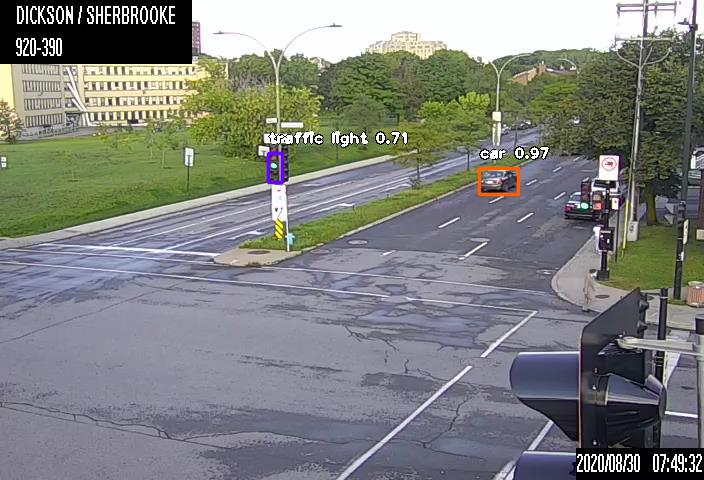 DICKSON / SHERBROOKE
920-390
traffic light 0.71
car 0.97
2020/08/30 07:49:32